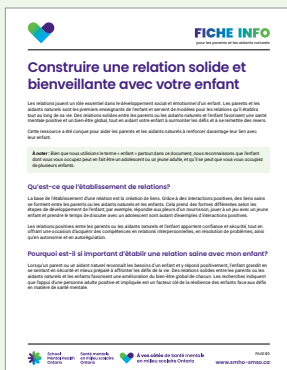 FICHE INFO
pour les parents et les aidants naturels
Construire une relation solide et
bienveillante avec votre enfant
Les relations jouent un rôle essentiel dans le développement social et émotionnel d'un enfant. Les parents et les
aidants naturels sont les premiers enseignants de l'enfant et servent de modèles pour les relations qu'il établira
tout au long de sa vie. Des relations solides entre les parents ou les aidants naturels et l'enfant favorisent une santé
mentale positive et un bien-être global, tout en aidant votre enfant à surmonter les défis et à se remettre des revers.
Cette ressource a été conçue pour aider les parents et les aidants naturels à renforcer davantage leur lien avec
leur enfant.
À noter : Bien que nous utilisions le terme « enfant » partout dans ce document, nous reconnaissons que l'enfant
dont vous vous occupez peut en fait être un adolescent ou un jeune adulte, et qu'il se peut que vous vous occupiez
de plusieurs enfants.
Qu'est-ce que l'établissement de relations?
La base de l'établissement d'une relation est la création de liens. Grâce à des interactions positives, des liens sains
se forment entre les parents ou les aidants naturels et les enfants. Cela prend des formes différentes selon les
étapes de développement de l'enfant; par exemple, répondre aux pleurs d'un nourrisson, jouer à un jeu avec un jeune
enfant et prendre le temps de discuter avec un adolescent sont autant d'exemples d'interactions positives.
Les relations positives entre les parents ou les aidants naturels et l'enfant apportent confiance et sécurité, tout en
offrant une occasion d'acquérir des compétences en relations interpersonnelles, en résolution de problèmes, ainsi
qu'en autonomie et en autorégulation.
Pourquoi est-il si important d'établir une relation saine avec mon enfant?
Lorsqu'un parent ou un aidant naturel reconnaît les besoins d'un enfant et y répond positivement, l'enfant grandit en
se sentant en sécurité et mieux préparé à affronter les défis de la vie. Des relations solides entre les parents ou les
aidants naturels et les enfants favorisent une amélioration du bien-être global de chacun. Les recherches indiquent
que l'appui d'une personne adulte positive et impliquée est un facteur clé de la résilience des enfants face aux défis
en matière de santé mentale.
School
Mental Health
Ontario
Santé mentale
en milieu scolaire
Ontario
À vos côtés de Santé mentale
en milieu scolaire Ontario
www.smho-smso.ca